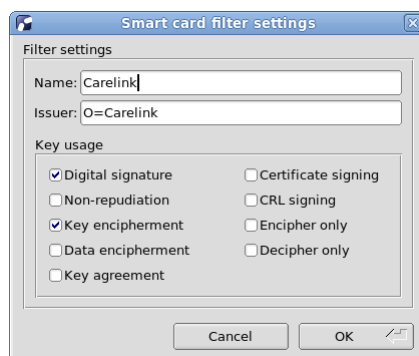 Smart card filter settings
Filter settings
Name: Carelink
Issuer: O=Carelink
Key usage
Digital signature
Certificate signing
Non-repudiation
CRL signing
Key encipherment
Encipher only
Data encipherment
Decipher only
Key agreement
Cancel
OK